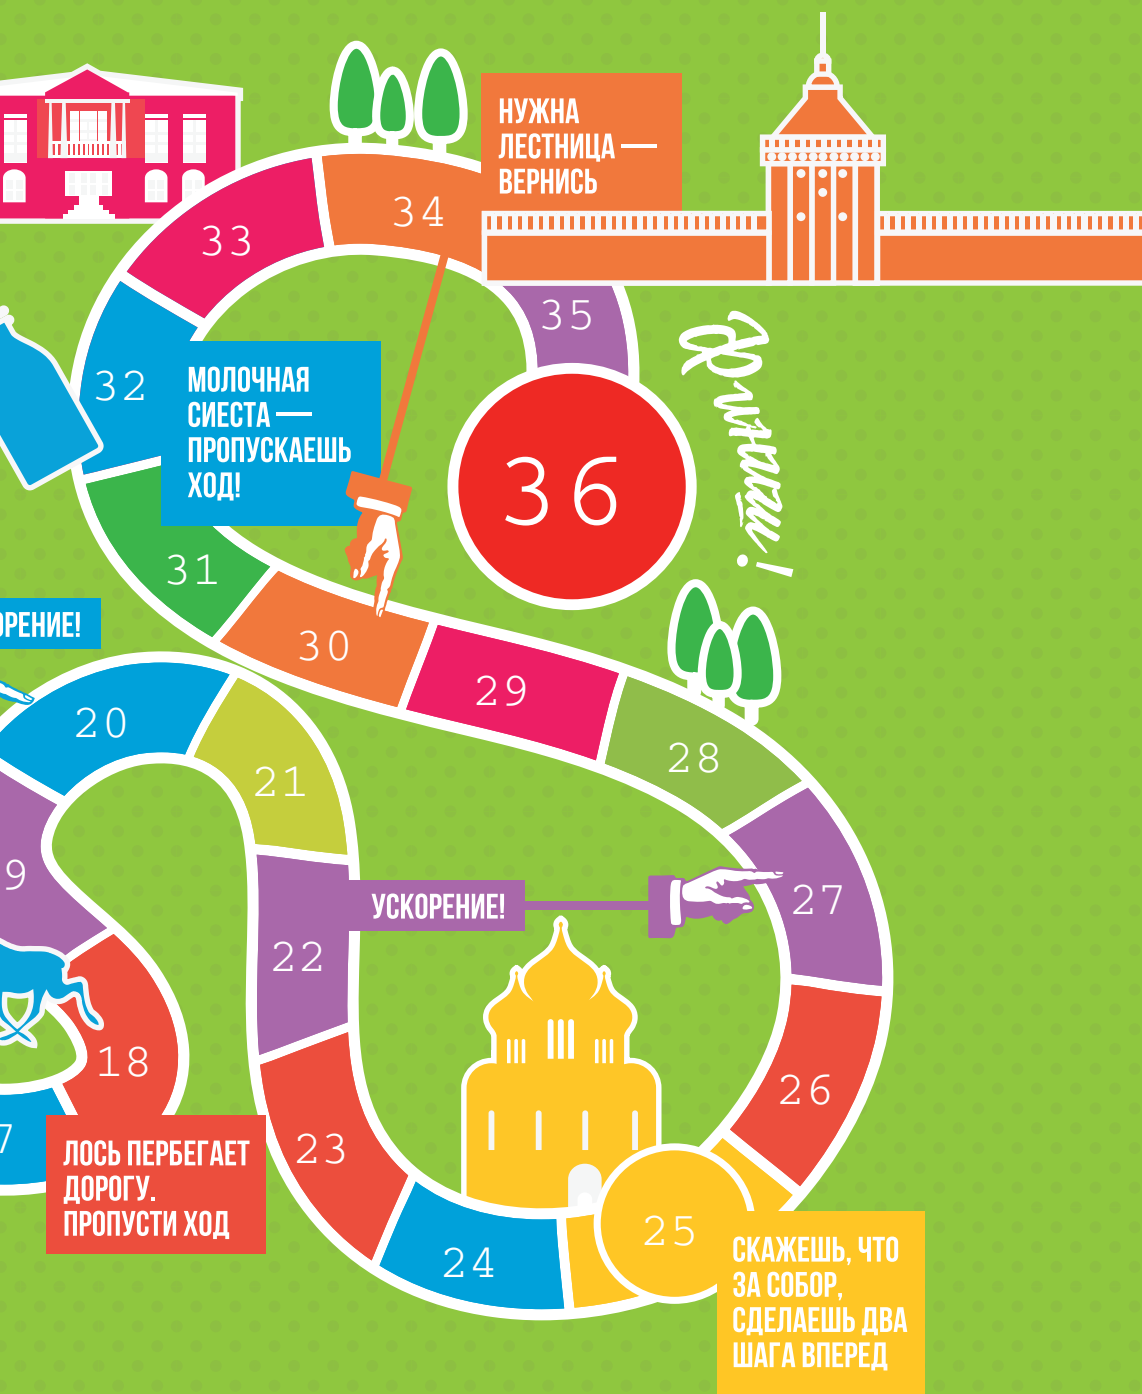 НУЖНА
ЛЕСТНИЦА —
ВЕРНИСЬ
34
33
35
32
МОЛОЧНАЯ
СИЕСТА —
ПРОПУСКАЕШЬ
ХОД!
36
Финиш!
31
ОРЕНИЕ!
30
29
20
28
21
9
УСКОРЕНИЕ!
27
22
18
26
7
ЛОСЬ ПЕРБЕГАЕТ
ДОРОГУ.
ПРОПУСТИ ХОД
23
24
25
СКАЖЕШЬ, ЧТО
ЗА СОБОР,
СДЕЛАЕШЬ ДВА
ШАГА ВПЕРЕД